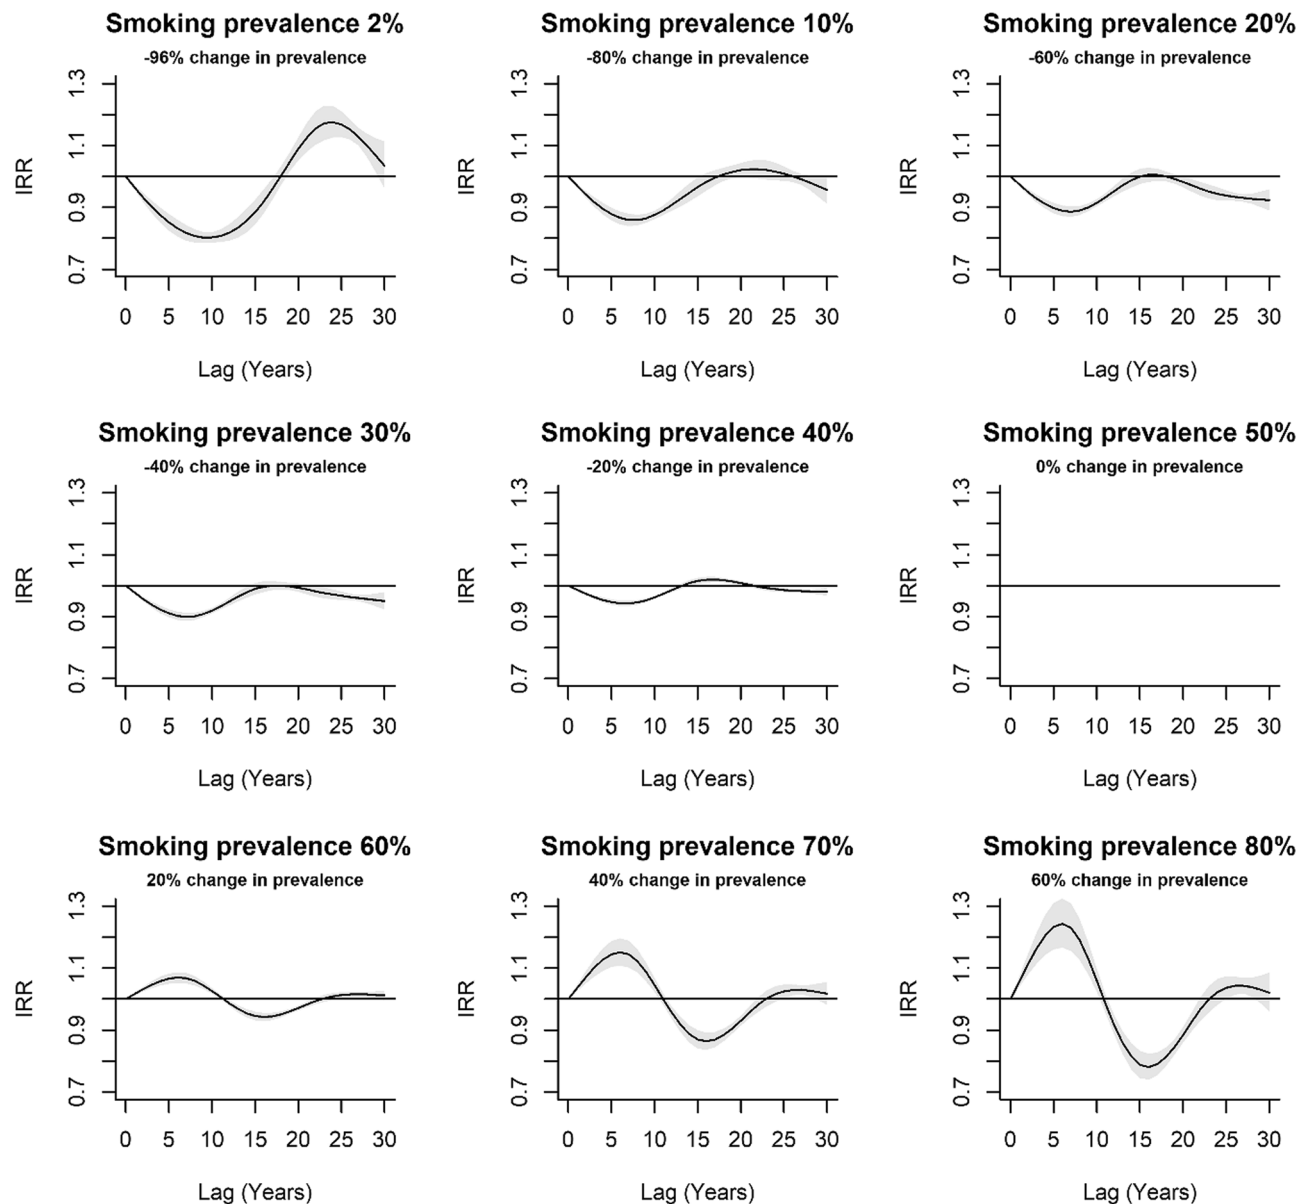 Smoking prevalence 2%
-96% change in prevalence
IRR
1.3
1.1
0.9
0.7
0 5 10 15 20 25 30
Lag (Years)
Smoking prevalence 10%
-80% change in prevalence
IRR
1.3
1.1
0.9
0.7
0 5 10 15 20 25 30
Lag (Years)
Smoking prevalence 20%
-60% change in prevalence
IRR
1.3
1.1
0.9
0.7
0 5 10 15 20 25 30
Lag (Years)
Smoking prevalence 30%
-40% change in prevalence
IRR
1.3
1.1
0.9
0.7
0 5 10 15 20 25 30
Lag (Years)
Smoking prevalence 40%
-20% change in prevalence
IRR
1.3
1.1
0.9
0.7
0 5 10 15 20 25 30
Lag (Years)
Smoking prevalence 50%
0% change in prevalence
IRR
1.3
1.1
0.9
0.7
0 5 10 15 20 25 30
Lag (Years)
Smoking prevalence 60%
20% change in prevalence
IRR
1.3
1.1
0.9
0.7
0 5 10 15 20 25 30
Lag (Years)
Smoking prevalence 70%
40% change in prevalence
IRR
1.3
1.1
0.9
0.7
0 5 10 15 20 25 30
Lag (Years)
Smoking prevalence 80%
60% change in prevalence
IRR
1.3
1.1
0.9
0.7
0 5 10 15 20 25 30
Lag (Years)